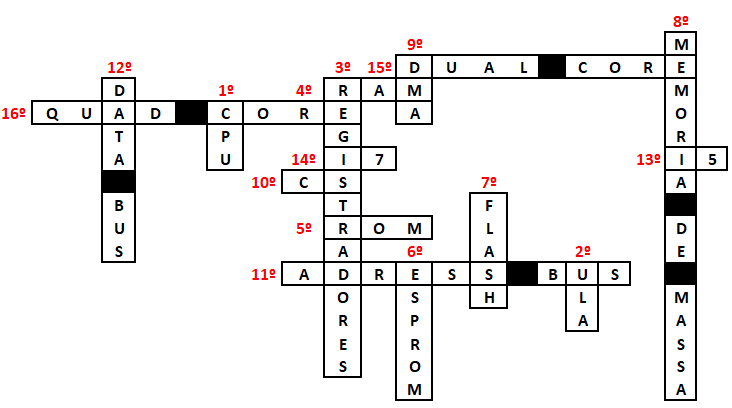 8º
9º M
12º 3º 15º D U A L C O R E
D 1º 4º R A M M
16º Q U A D C O R E A O
T P G R
A U 14º I 7 13º I 5
10º C S 7º A
B T F
U 5º R O M L D
S A 6º A 2º E
11º A D R E S S B U S
O S H L M
R P A A
E R S
S O S
M A